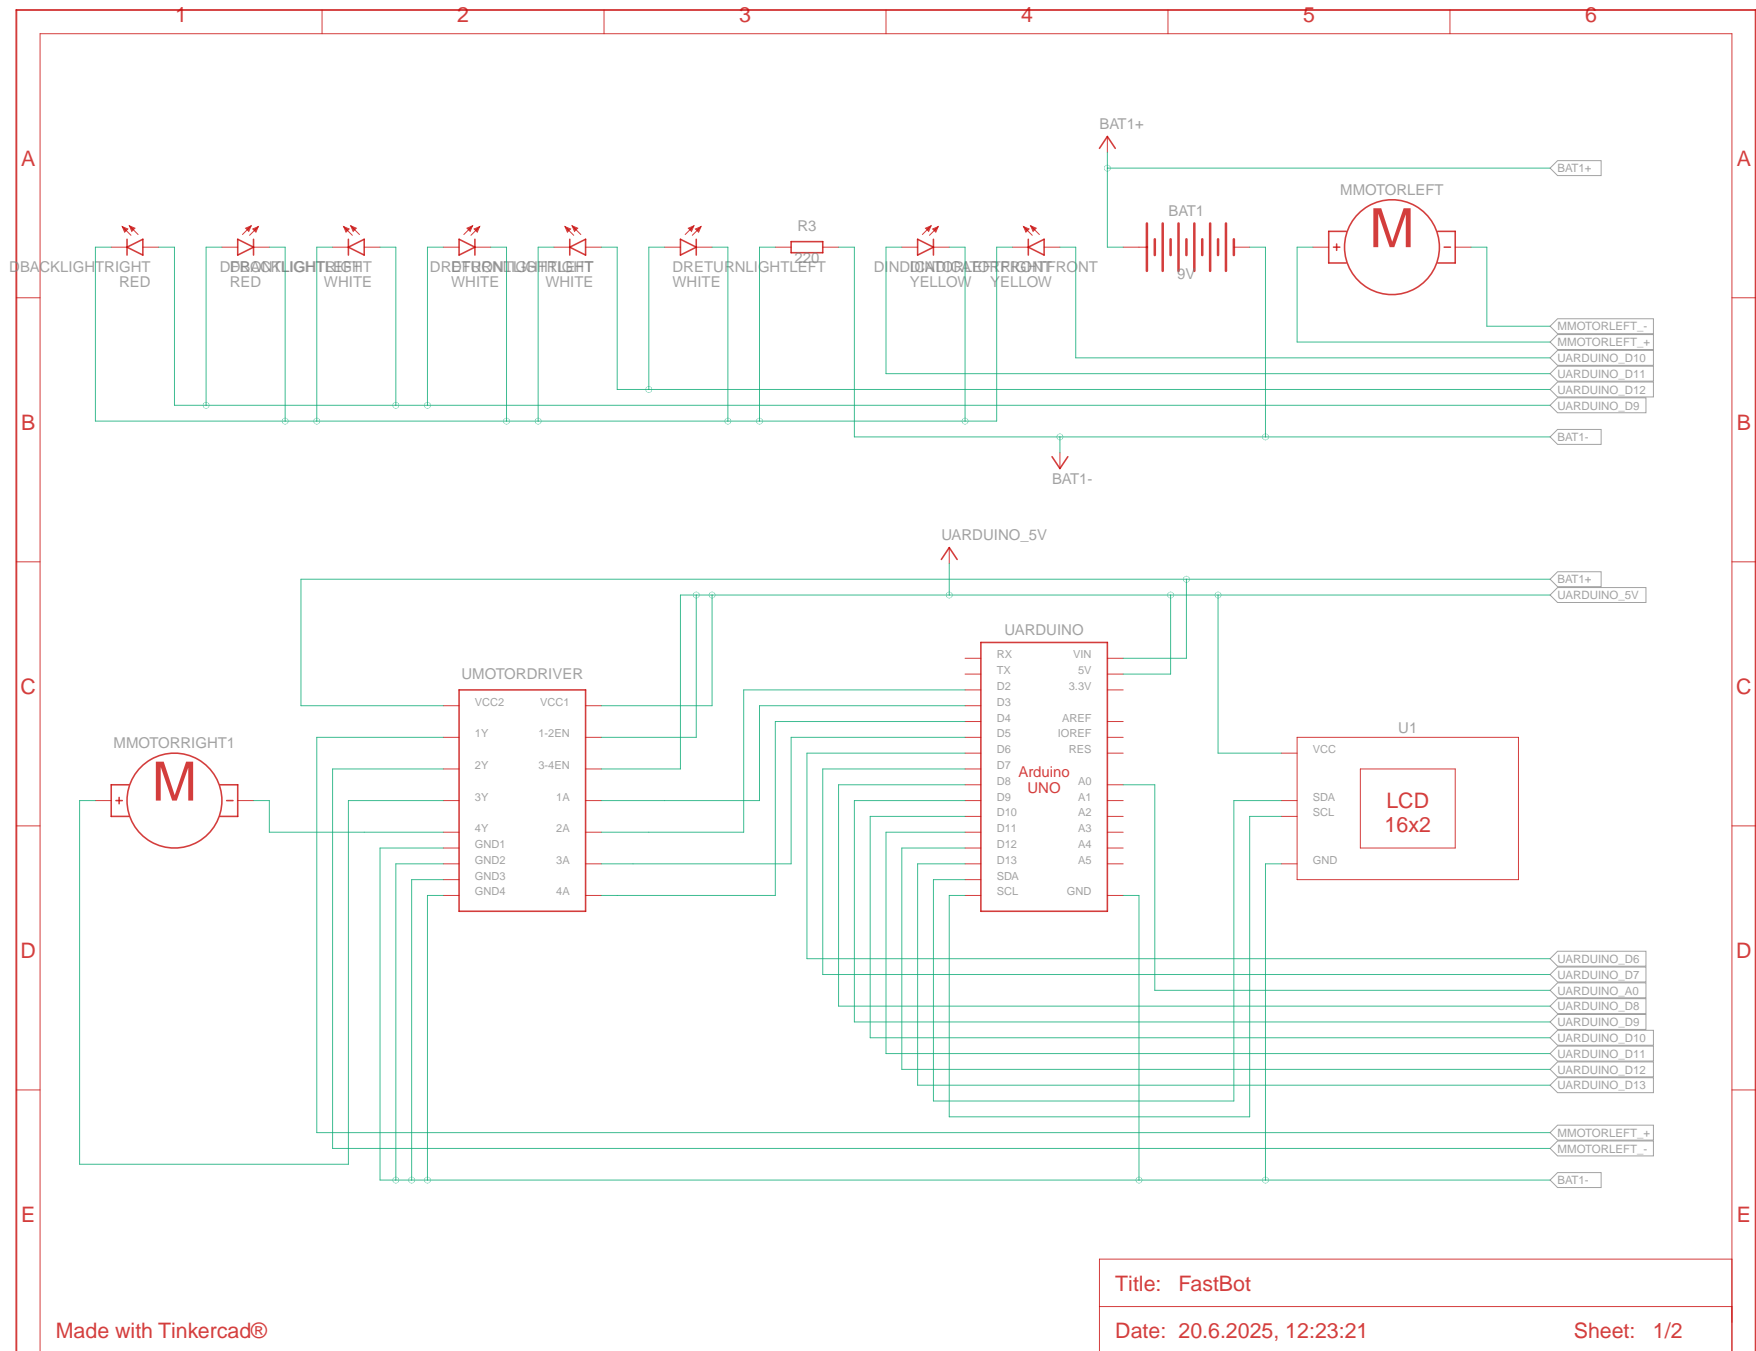 1 2 3 4 5 6
A A
B B
C C
D D
E E
BAT1+
BAT1+
MMOTORLEFT
M
+ -
BAT1
9V
R3
220
DBACKLIGHTRIGHT
RED
RED
WHITE
WHITE
WHITE
DRETURNLIGHTLEFT
WHITE
YELLOW
YELLOW
MMOTORLEFT_-
MMOTORLEFT_+
UARDUINO_D10
UARDUINO_D11
UARDUINO_D12
UARDUINO_D9
BAT1-
BAT1-
UARDUINO_5V
BAT1+
UARDUINO_5V
UMOTORDRIVER
VCC2 VCC1
1Y 1-2EN
2Y 3-4EN
3Y 1A
4Y 2A
GND1
GND2 3A
GND3
GND4 4A
MMOTORRIGHT1
M
+ -
UARDUINO
RX VIN
TX 5V
D2 3.3V
D3
D4 AREF
D5 IOREF
D6 RES
D7
D8 A0
D9 A1
D10 A2
D11 A3
D12 A4
D13 A5
SDA
SCL GND
Arduino
UNO
U1
VCC
SDA
SCL
GND
LCD
16x2
UARDUINO_D6
UARDUINO_D7
UARDUINO_A0
UARDUINO_D8
UARDUINO_D9
UARDUINO_D10
UARDUINO_D11
UARDUINO_D12
UARDUINO_D13
MMOTORLEFT_+
MMOTORLEFT_-
BAT1-
Title: FastBot
Made with Tinkercad®
Date: 20.6.2025, 12:23:21 Sheet: 1/2